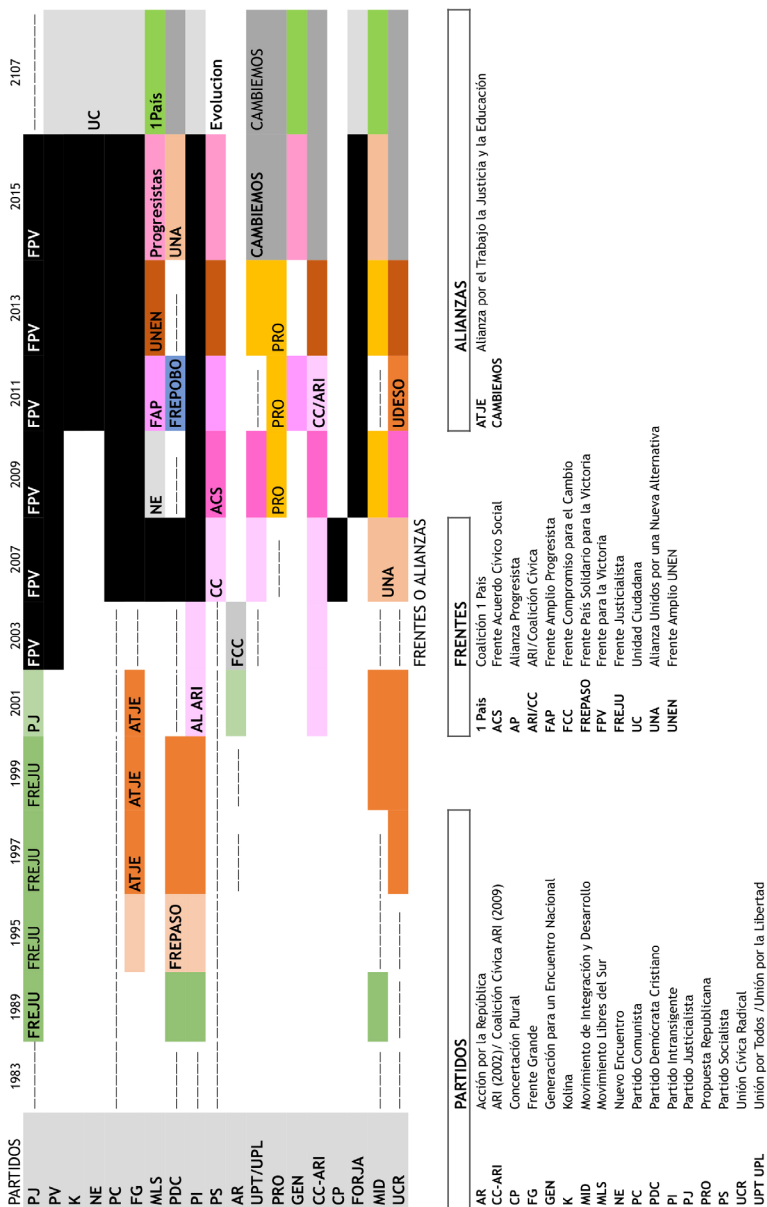 PARTIDOS 1983 1989 1995 1997 1999 2001 2003 2007 2009 2011 2013 2015 2107
PJ FREJU FREJU FREJU FREJU PJ FPV FPV FPV FPV FPV FPV
PV
K
UC
NE
PC
FG ATJE ATJE ATJE
MLS NE FAP UNEN Progresistas 1País
PDC FREPASO FREPOBO UNA
PI AL ARI
PS CC ACS Evolucion
AR FCC
UPT/UPL CAMBIEMOS CAMBIEMOS
PRO PRO PRO PRO
GEN
CC-ARI CC/ARI
CP
FORJA
MID UNA
UCR UDESO
FRENTES O ALIANZAS
PARTIDOS
AR Acción por la República
CC-ARI ARI (2002)/ Coalición Cívica ARI (2009)
CP Concertación Plural
FG Frente Grande
GEN Generación para un Encuentro Nacional
K Kolina
MID Movimiento de Integración y Desarrollo
MLS Movimiento Libres del Sur
NE Nuevo Encuentro
PC Partido Comunista
PDC Partido Demócrata Cristiano
PI Partido Intransigente
PJ Partido Justicialista
PRO Propuesta Republicana
PS Partido Socialista
UCR Unión Cívica Radical
UPT UPL Unión por Todos /Unión por la Libertad
FRENTES
1 País Coalición 1 País
ACS Frente Acuerdo Cívico Social
AP Alianza Progresista
ARI/CC ARI/Coalición Cívica
FAP Frente Amplio Progresista
FCC Frente Compromiso para el Cambio
FREPASO Frente País Solidario para la Victoria
FPV Frente para la Victoria
FREJU Frente Justicialista
UC Unidad Ciudadana
UNA Alianza Unidos por una Nueva Alternativa
UNEN Frente Amplio UNEN
ALIANZAS
ATJE Alianza por el Trabajo la Justicia y la Educación
CAMBIEMOS